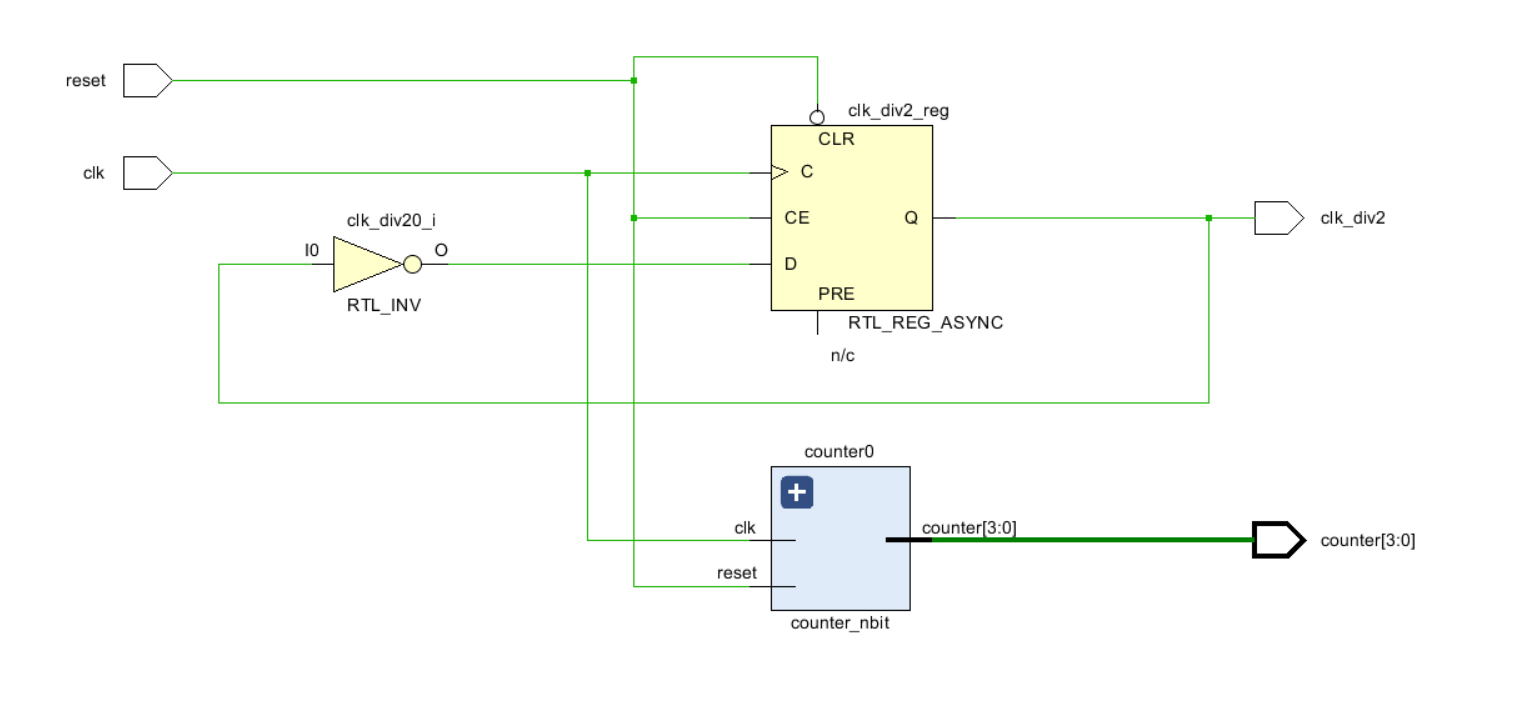 reset
clk_div2_reg
CLR
clk
C
clk_div20_i
CE
Q
clk_div2
I0
O
D
PRE
RTL_INV
RTL_REG_ASYNC
n/c
counter0
clk
counter[3:0]
counter[3:0]
reset
counter_nbit